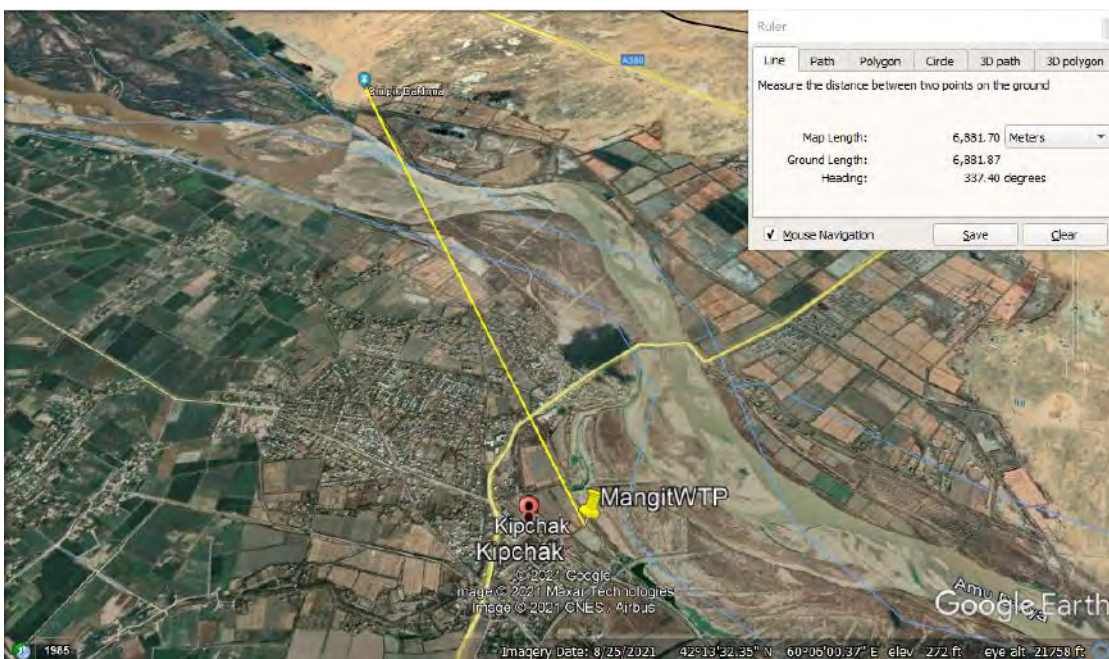 Ruler
Line Path Polygon Circle 3D path 3D polygon
Measure the distance between two points on the ground
Map Length: 6,881.70 Meters
Ground Length: 6,881.87
Heading: 337.40 degrees
Mouse Navigation Save Clear
A380
MangitWTP
Kipchak
Kipchak
© 2021 Google
Image © 2021 Maxar Technologies
Image © 2021 CNES / Airbus
Amu Darya
Google Earth
1985
Imagery Date: 8/25/2021 42°13'32.35" N 60°06'00.37" E elev 272 ft eye alt 21758 ft